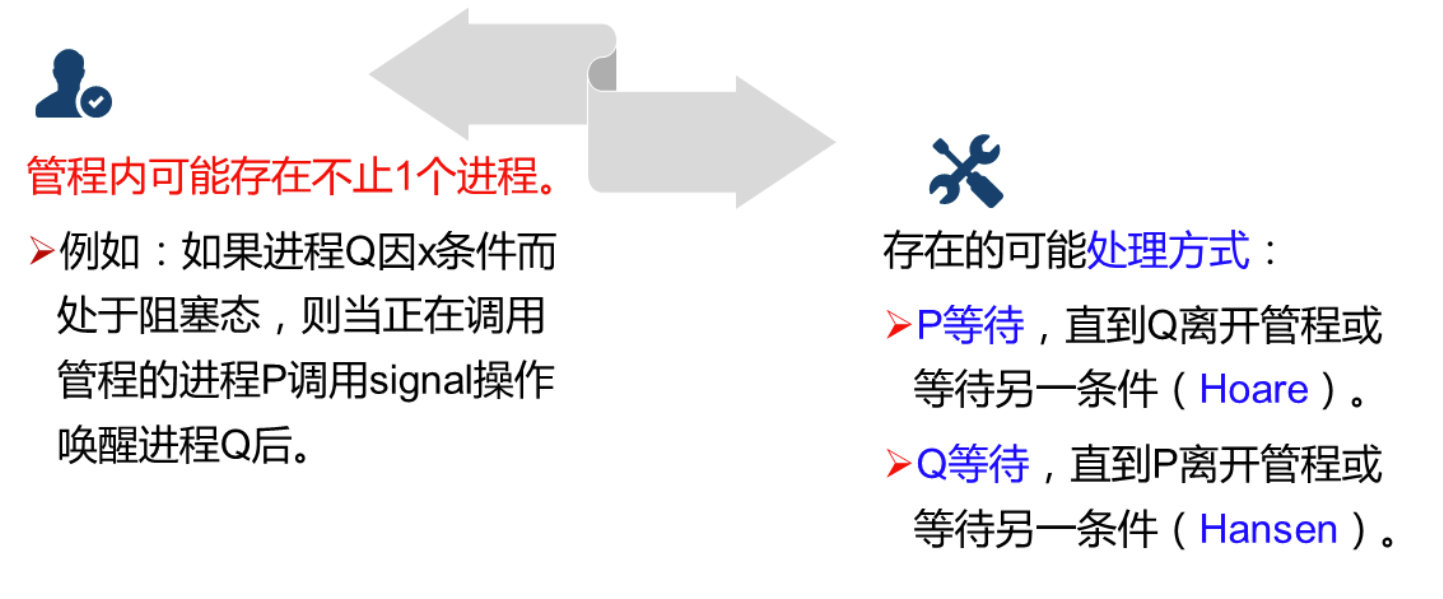 管程内可能存在不止1个进程。
➢例如：如果进程Q因x条件而
处于阻塞态，则当正在调用
管程的进程P调用signal操作
唤醒进程Q后。
存在的可能处理方式：
➢P等待，直到Q离开管程或
等待另一条件（Hoare）。
➢Q等待，直到P离开管程或
等待另一条件（Hansen）。